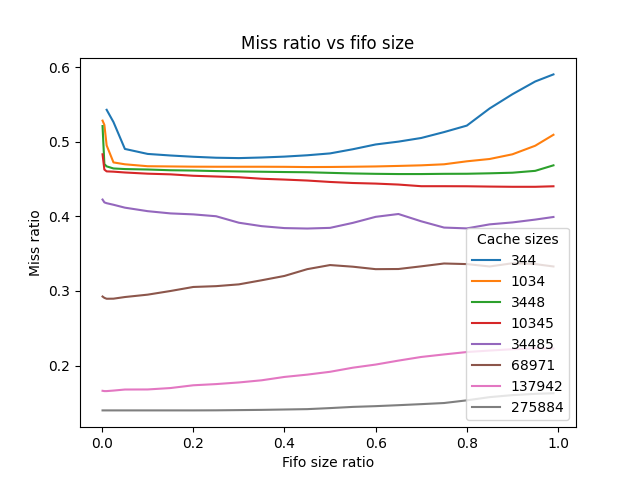 Miss ratio vs fifo size
0.6
0.5
0.4
0.3
0.2
Miss ratio
Cache sizes
344
1034
3448
10345
34485
68971
137942
275884
0.0 0.2 0.4 0.6 0.8 1.0
Fifo size ratio